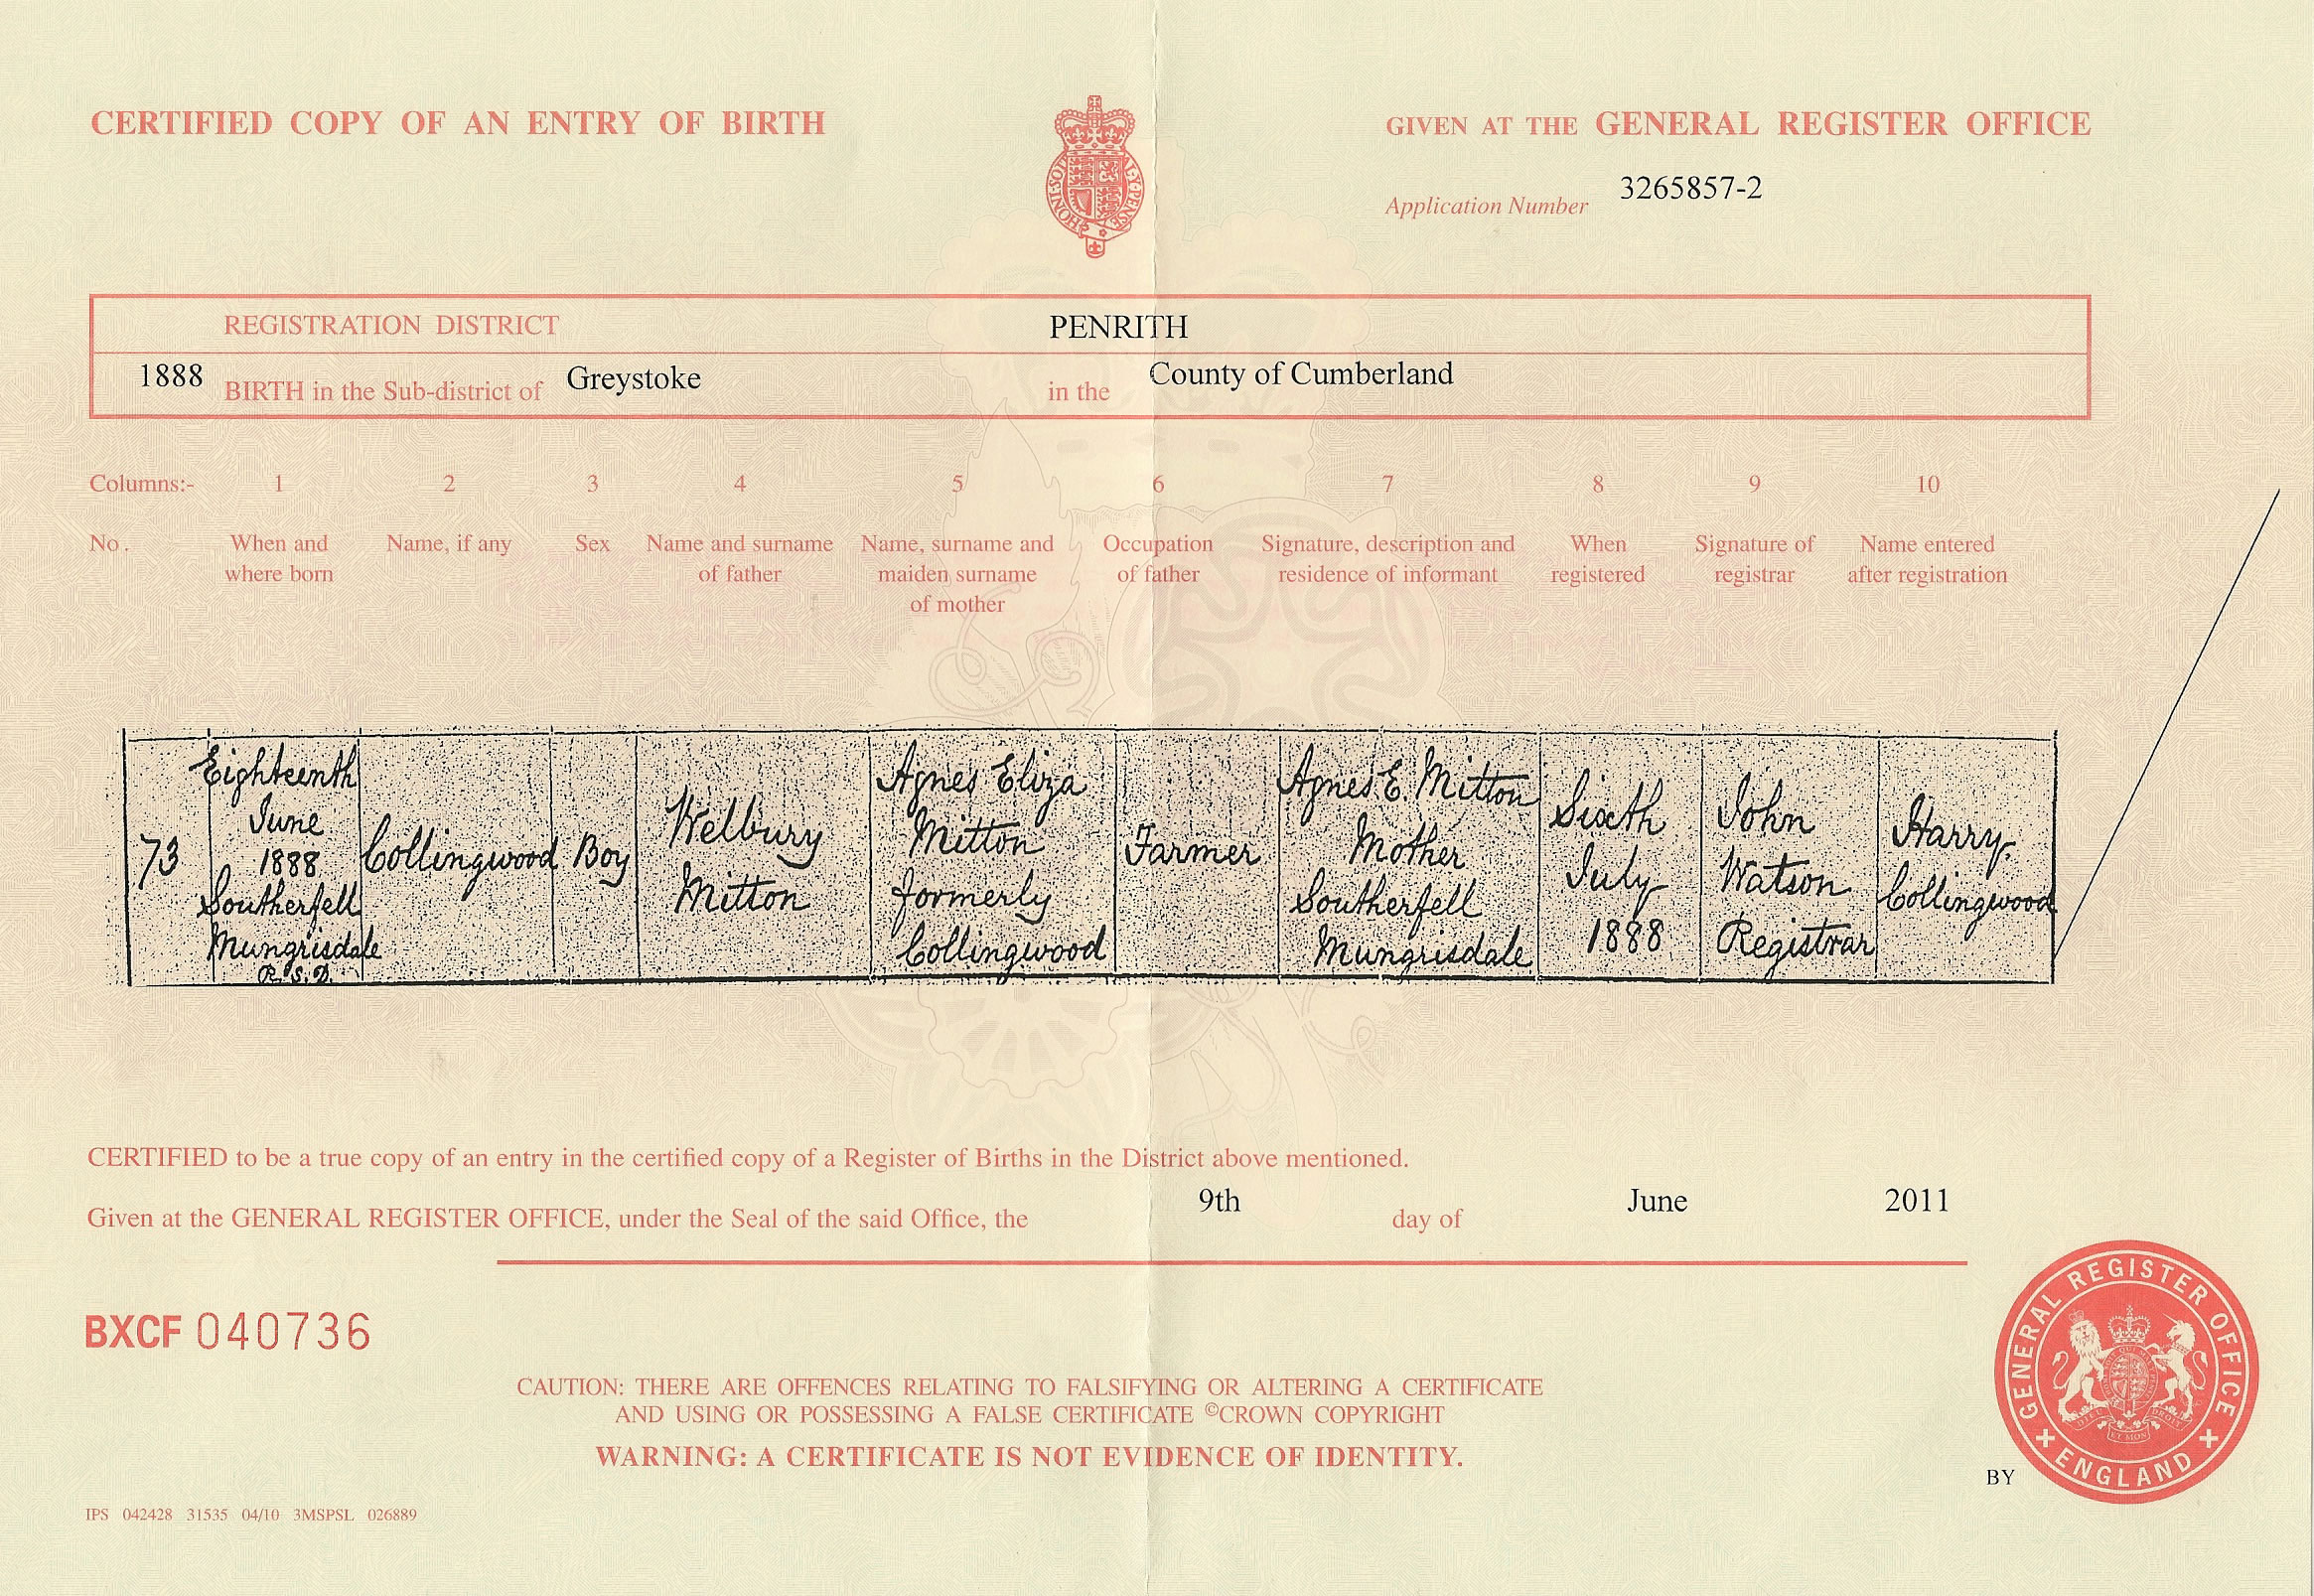 CERTIFIED COPY OF AN ENTRY OF BIRTH
GIVEN AT THE GENERAL REGISTER OFFICE
HONI·SOIT
Y·PENSE
Application Number 3265857-2
REGISTRATION DISTRICT PENRITH
1888 BIRTH in the Sub-district of Greystoke in the County of Cumberland
Columns:- 1 2 3 4 5 6 7 8 9 10
No. When and where born
Name, if any
Sex
Name and surname of father
Name, surname and maiden surname of mother
Occupation of father
Signature, description and residence of informant
When registered
Signature of registrar
Name entered after registration
73
Eighteenth
June
1888
Southerfell
Mungrisdale
R.S.D.
Collingwood
Boy
Welbury
Mitton
Agnes Eliza
Mitton
formerly
Collingwood
Farmer
Agnes E. Mitton
Mother
Southerfell
Mungrisdale
Sixth
July
1888
John
Watson
Registrar
Harry
Collingwood
CERTIFIED to be a true copy of an entry in the certified copy of a Register of Births in the District above mentioned.
Given at the GENERAL REGISTER OFFICE, under the Seal of the said Office, the 9th day of June 2011
BXCF 040736
CAUTION: THERE ARE OFFENCES RELATING TO FALSIFYING OR ALTERING A CERTIFICATE
AND USING OR POSSESSING A FALSE CERTIFICATE ©CROWN COPYRIGHT
WARNING: A CERTIFICATE IS NOT EVIDENCE OF IDENTITY.
GENERAL REGISTER OFFICE
ENGLAND
BY
IPS 042428 31535 04/10 3MSPSL 026889